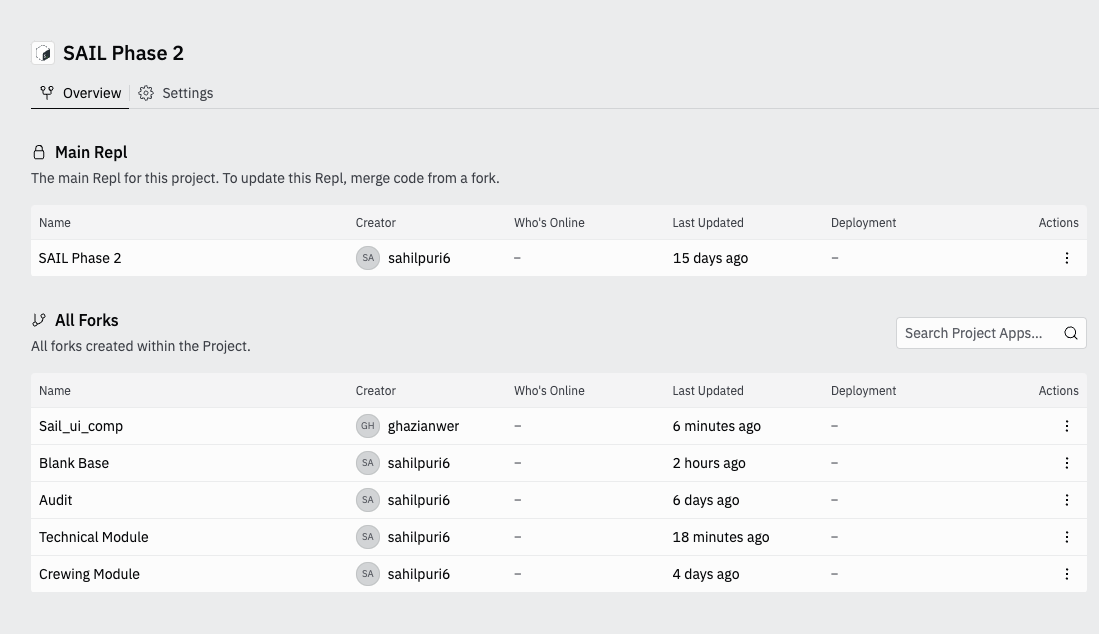 SAIL Phase 2
Overview Settings
Main Repl
The main Repl for this project. To update this Repl, merge code from a fork.
Name Creator Who's Online Last Updated Deployment Actions
SAIL Phase 2 SA sahilpuri6 – 15 days ago –
All Forks
All forks created within the Project.
Search Project Apps...
Name Creator Who's Online Last Updated Deployment Actions
Sail_ui_comp GH ghazianwer – 6 minutes ago –
Blank Base SA sahilpuri6 – 2 hours ago –
Audit SA sahilpuri6 – 6 days ago –
Technical Module SA sahilpuri6 – 18 minutes ago –
Crewing Module SA sahilpuri6 – 4 days ago –